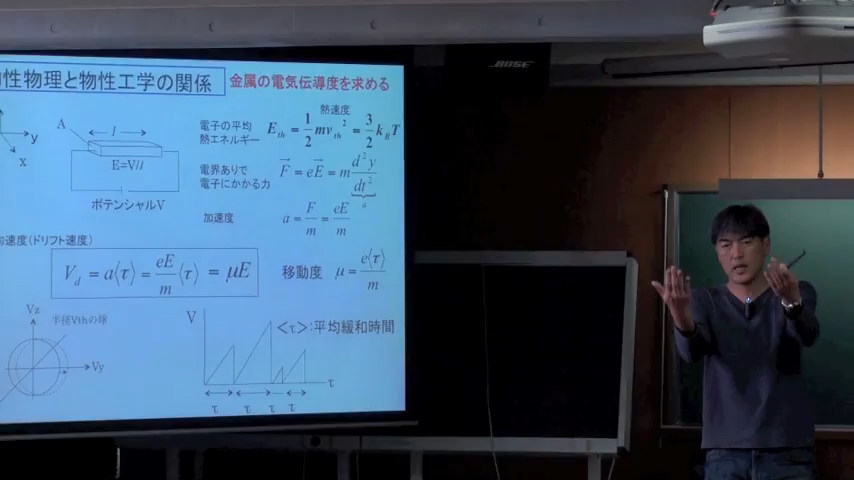 性物理と物性工学の関係 金属の電気伝導度を求める
熱速度
電子の平均
熱エネルギー E_th = 1/2 mv_th^2 = 3/2 k_B T
A l
y
x
E=V/l
ポテンシャルV
電界ありで
電子にかかる力 F = eE = m d^2y/dt^2
a
加速度 a = F/m = eE/m
速度(ドリフト速度)
V_d = a⟨τ⟩ = eE/m ⟨τ⟩ = μE
移動度 μ = e⟨τ⟩/m
Vz 半径Vthの球
Vy
V <τ>:平均緩和時間
τ
τ τ τ τ
BOSE